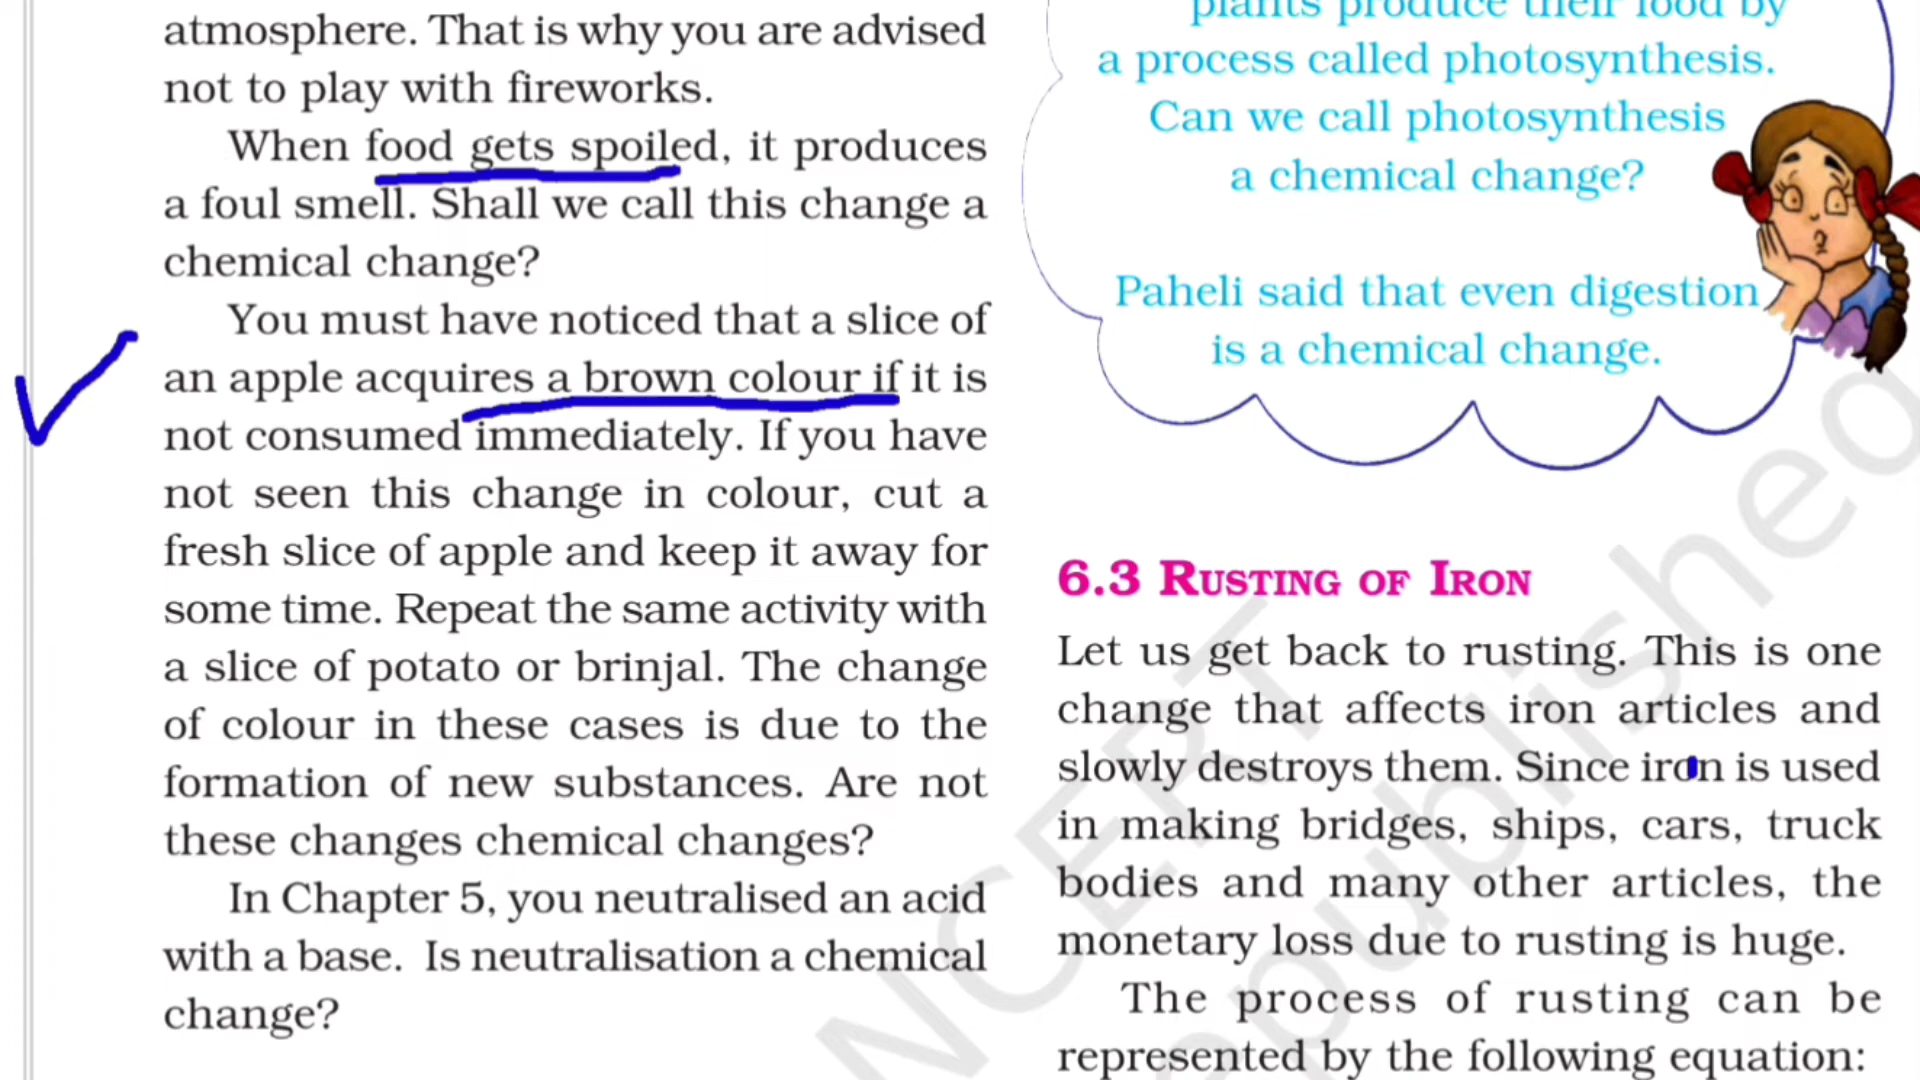 atmosphere. That is why you are advised
not to play with fireworks.
When food gets spoiled, it produces
a foul smell. Shall we call this change a
chemical change?
You must have noticed that a slice of
an apple acquires a brown colour if it is
not consumed immediately. If you have
not seen this change in colour, cut a
fresh slice of apple and keep it away for
some time. Repeat the same activity with
a slice of potato or brinjal. The change
of colour in these cases is due to the
formation of new substances. Are not
these changes chemical changes?
In Chapter 5, you neutralised an acid
with a base. Is neutralisation a chemical
change?
plants produce their food by
a process called photosynthesis.
Can we call photosynthesis
a chemical change?
Paheli said that even digestion
is a chemical change.
6.3 RUSTING OF IRON
Let us get back to rusting. This is one
change that affects iron articles and
slowly destroys them. Since iron is used
in making bridges, ships, cars, truck
bodies and many other articles, the
monetary loss due to rusting is huge.
The process of rusting can be
represented by the following equation:
NCERT
published